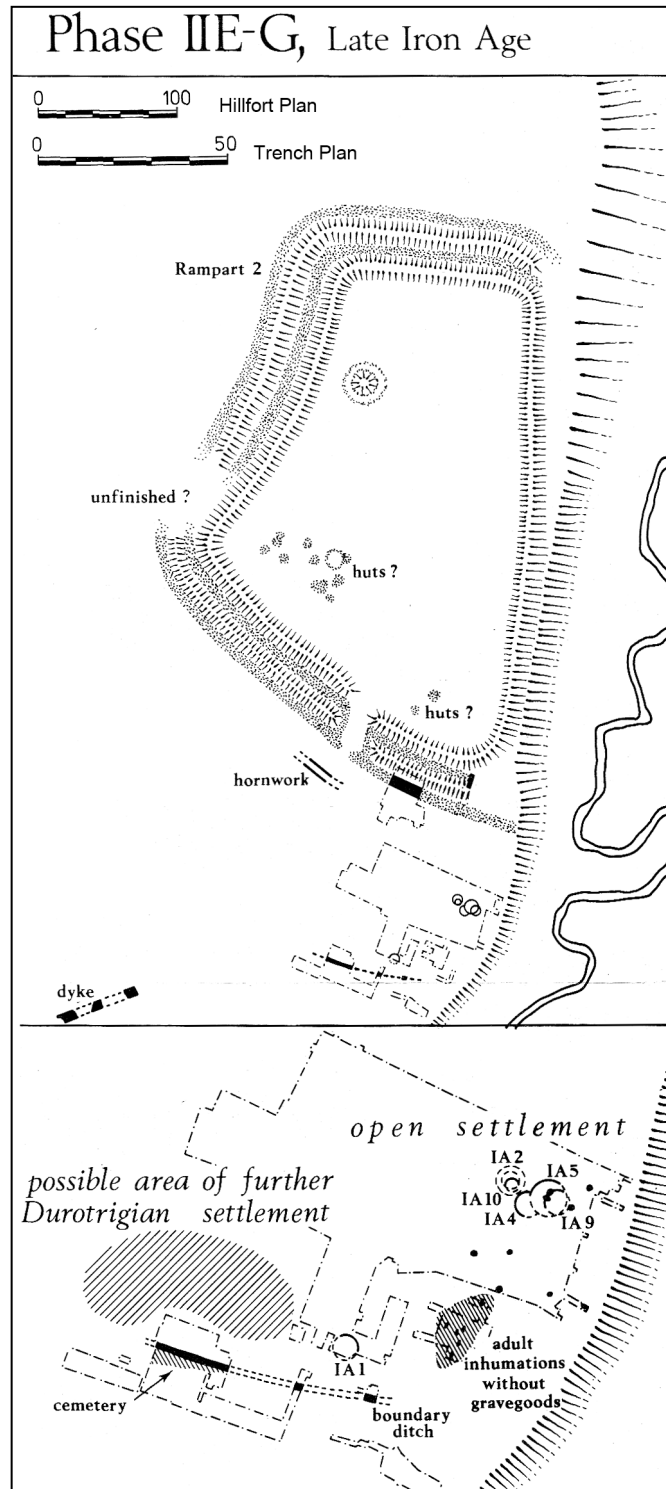 Phase IIE-G, Late Iron Age
0 100 Hillfort Plan
0 50 Trench Plan
Rampart 2
unfinished ?
huts ?
huts ?
hornwork
dyke
open settlement
possible area of further
Durotrigian settlement
IA2
IA5
IA10
IA4
IA9
IA1
adult
inhumations
without
gravegoods
cemetery
boundary
ditch